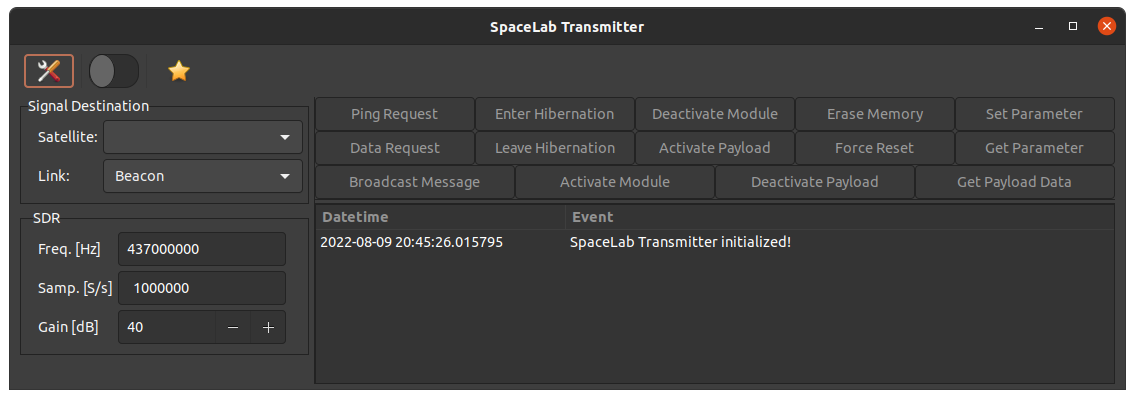 SpaceLab Transmitter
Signal Destination
Satellite:
Link: Beacon
SDR
Freq. [Hz] 437000000
Samp. [S/s] 1000000
Gain [dB] 40
Ping Request Enter Hibernation Deactivate Module Erase Memory Set Parameter
Data Request Leave Hibernation Activate Payload Force Reset Get Parameter
Broadcast Message Activate Module Deactivate Payload Get Payload Data
Datetime Event
2022-08-09 20:45:26.015795 SpaceLab Transmitter initialized!